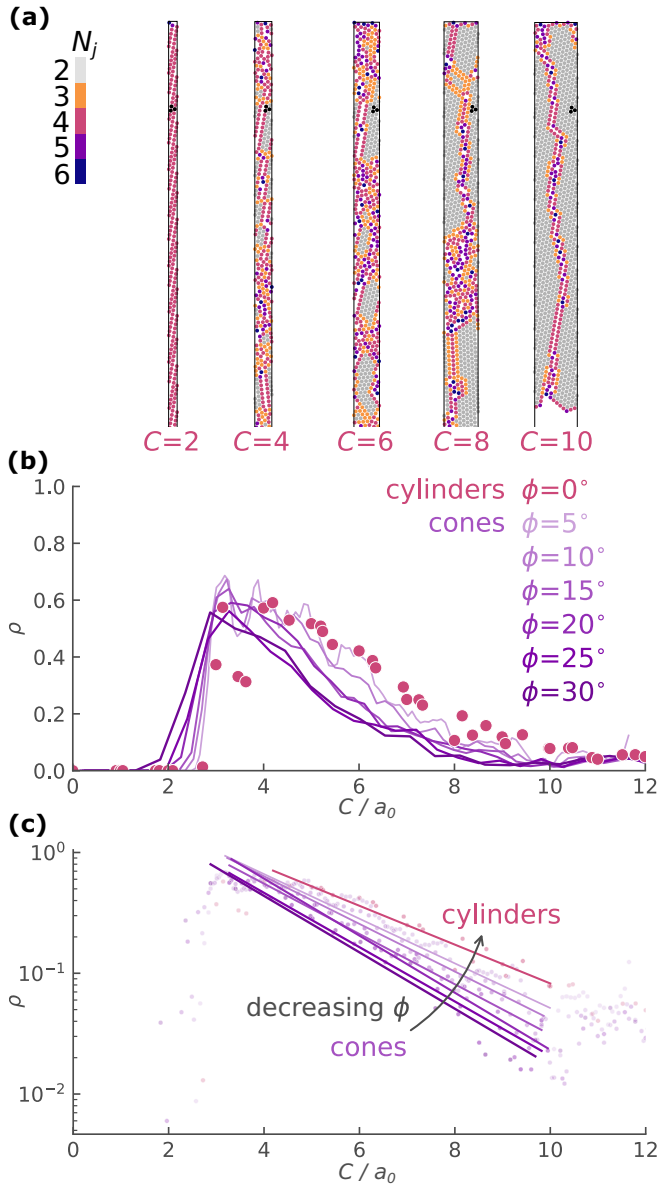 (a)
N_j
2
3
4
5
6
C=2
C=4
C=6
C=8
C=10
(b)
cylinders ϕ=0°
cones ϕ=5°
ϕ=10°
ϕ=15°
ϕ=20°
ϕ=25°
ϕ=30°
1.0
0.8
0.6
0.4
0.2
0.0
ρ
0 2 4 6 8 10 12
C / a_0
(c)
10^0
10^-1
10^-2
ρ
cylinders
decreasing ϕ
cones
0 2 4 6 8 10 12
C / a_0